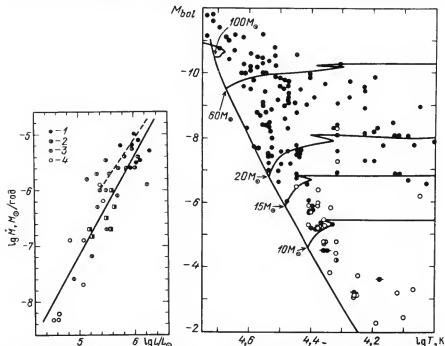 -1
-2
-3
-4
lg Ṁ, M⊙/год
-5
-6
-7
-8
5
6
lg L/L⊙
M bol
-10
-8
-6
-4
-2
100M⊙
60M⊙
20M⊙
15M⊙
10M⊙
4,6
4,4
4,2
lg T, К